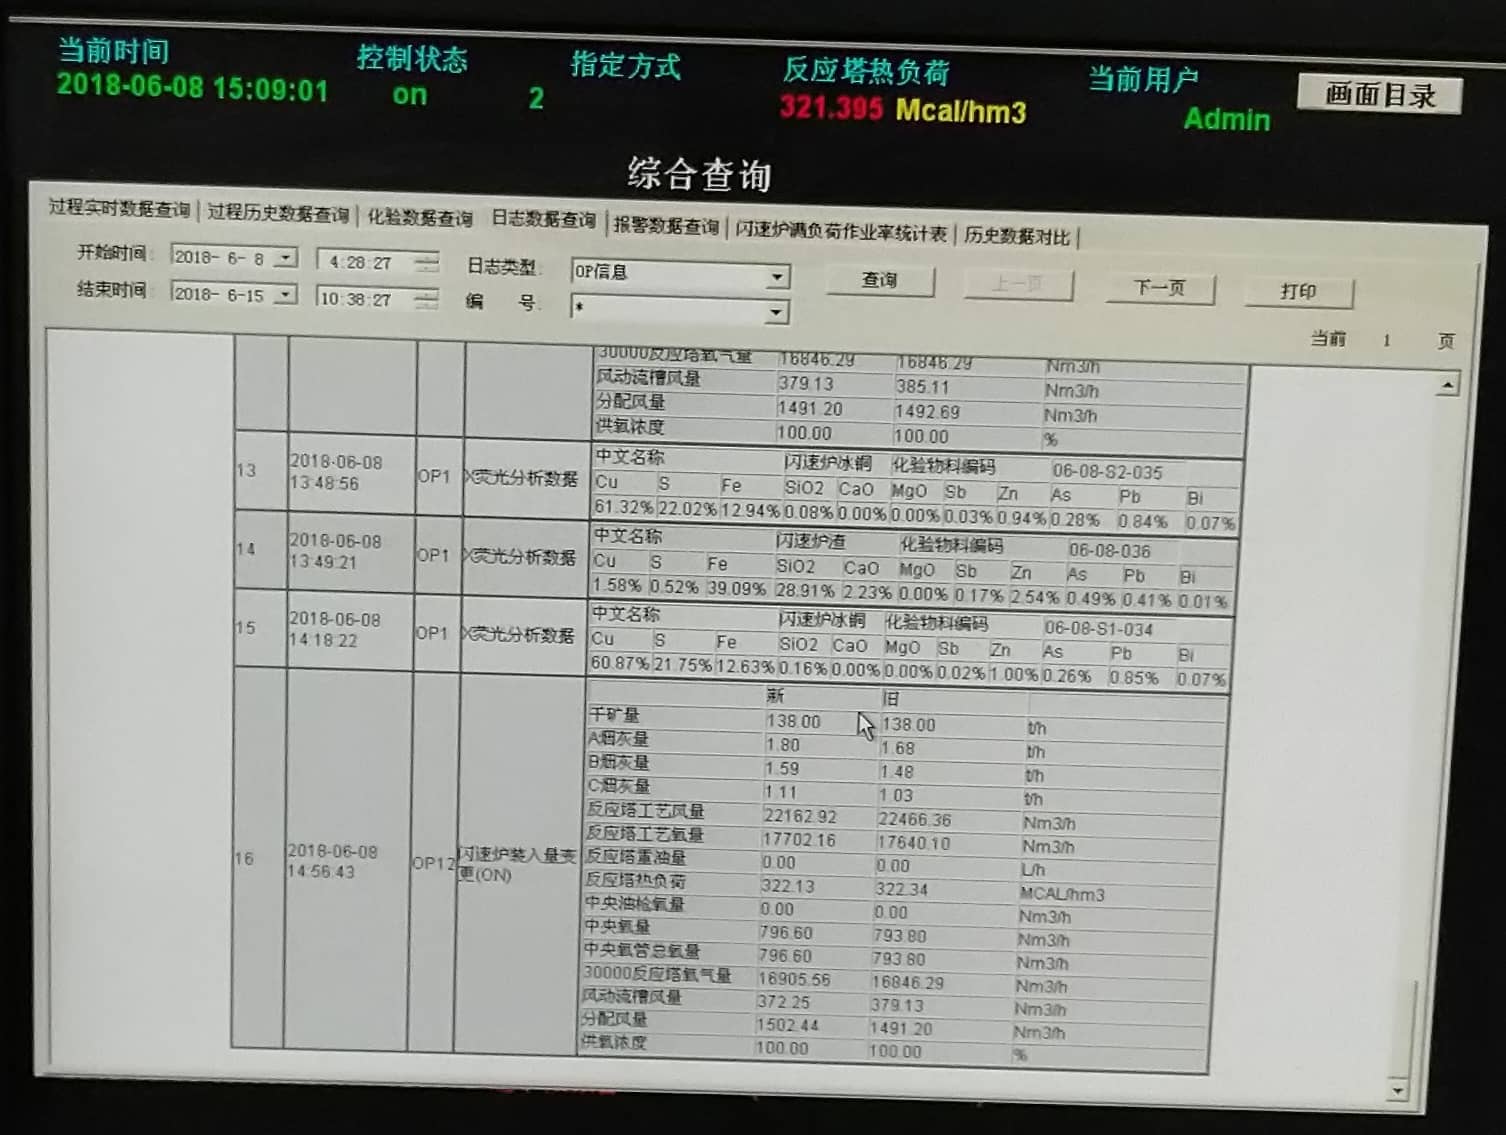 当前时间 控制状态 指定方式 反应塔热负荷 当前用户 画面目录
2018-06-08 15:09:01 on 2 321.395 Mcal/hm3 Admin
综合查询
过程实时数据查询 过程历史数据查询 化验数据查询 日志数据查询 报警数据查询 闪速炉满负荷作业率统计表 历史数据对比
开始时间: 2018- 6- 8 4:28:27 日志类型: OP信息 查询 上一页 下一页 打印
结束时间: 2018- 6-15 10:38:27 编 号: *
当前 1 页
30000反应塔氧气量 16846.29 16846.29 Nm3/h
风动流槽风量 379.13 385.11 Nm3/h
分配风量 1491.20 1492.69 Nm3/h
供氧浓度 100.00 100.00 %
13 2018-06-08 13:48:56 OP1 X荧光分析数据 中文名称 闪速炉冰铜 化验物料编码 06-08-S2-035
Cu S Fe SiO2 CaO MgO Sb Zn As Pb Bi
61.32% 22.02% 12.94% 0.08% 0.00% 0.00% 0.03% 0.94% 0.28% 0.84% 0.07%
14 2018-06-08 13:49:21 OP1 X荧光分析数据 中文名称 闪速炉渣 化验物料编码 06-08-036
Cu S Fe SiO2 CaO MgO Sb Zn As Pb Bi
1.58% 0.52% 39.09% 28.91% 2.23% 0.00% 0.17% 2.54% 0.49% 0.41% 0.01%
15 2018-06-08 14:18:22 OP1 X荧光分析数据 中文名称 闪速炉冰铜 化验物料编码 06-08-S1-034
Cu S Fe SiO2 CaO MgO Sb Zn As Pb Bi
60.87% 21.75% 12.63% 0.16% 0.00% 0.00% 0.02% 1.00% 0.26% 0.85% 0.07%
16 2018-06-08 14:56:43 OP12 闪速炉装入量变更(ON)
新 旧
干矿量 138.00 138.00 t/h
A烟灰量 1.80 1.68 t/h
B烟灰量 1.59 1.48 t/h
C烟灰量 1.11 1.03 t/h
反应塔工艺风量 22162.92 22466.36 Nm3/h
反应塔工艺氧量 17702.16 17640.10 Nm3/h
反应塔重油量 0.00 0.00 L/h
反应塔热负荷 322.13 322.34 MCAL/hm3
中央油枪氧量 0.00 0.00 Nm3/h
中央氧量 796.60 793.80 Nm3/h
中央氧管总氧量 796.60 793.80 Nm3/h
30000反应塔氧气量 16905.56 16846.29 Nm3/h
风动流槽风量 372.25 379.13 Nm3/h
分配风量 1502.44 1491.20 Nm3/h
供氧浓度 100.00 100.00 %